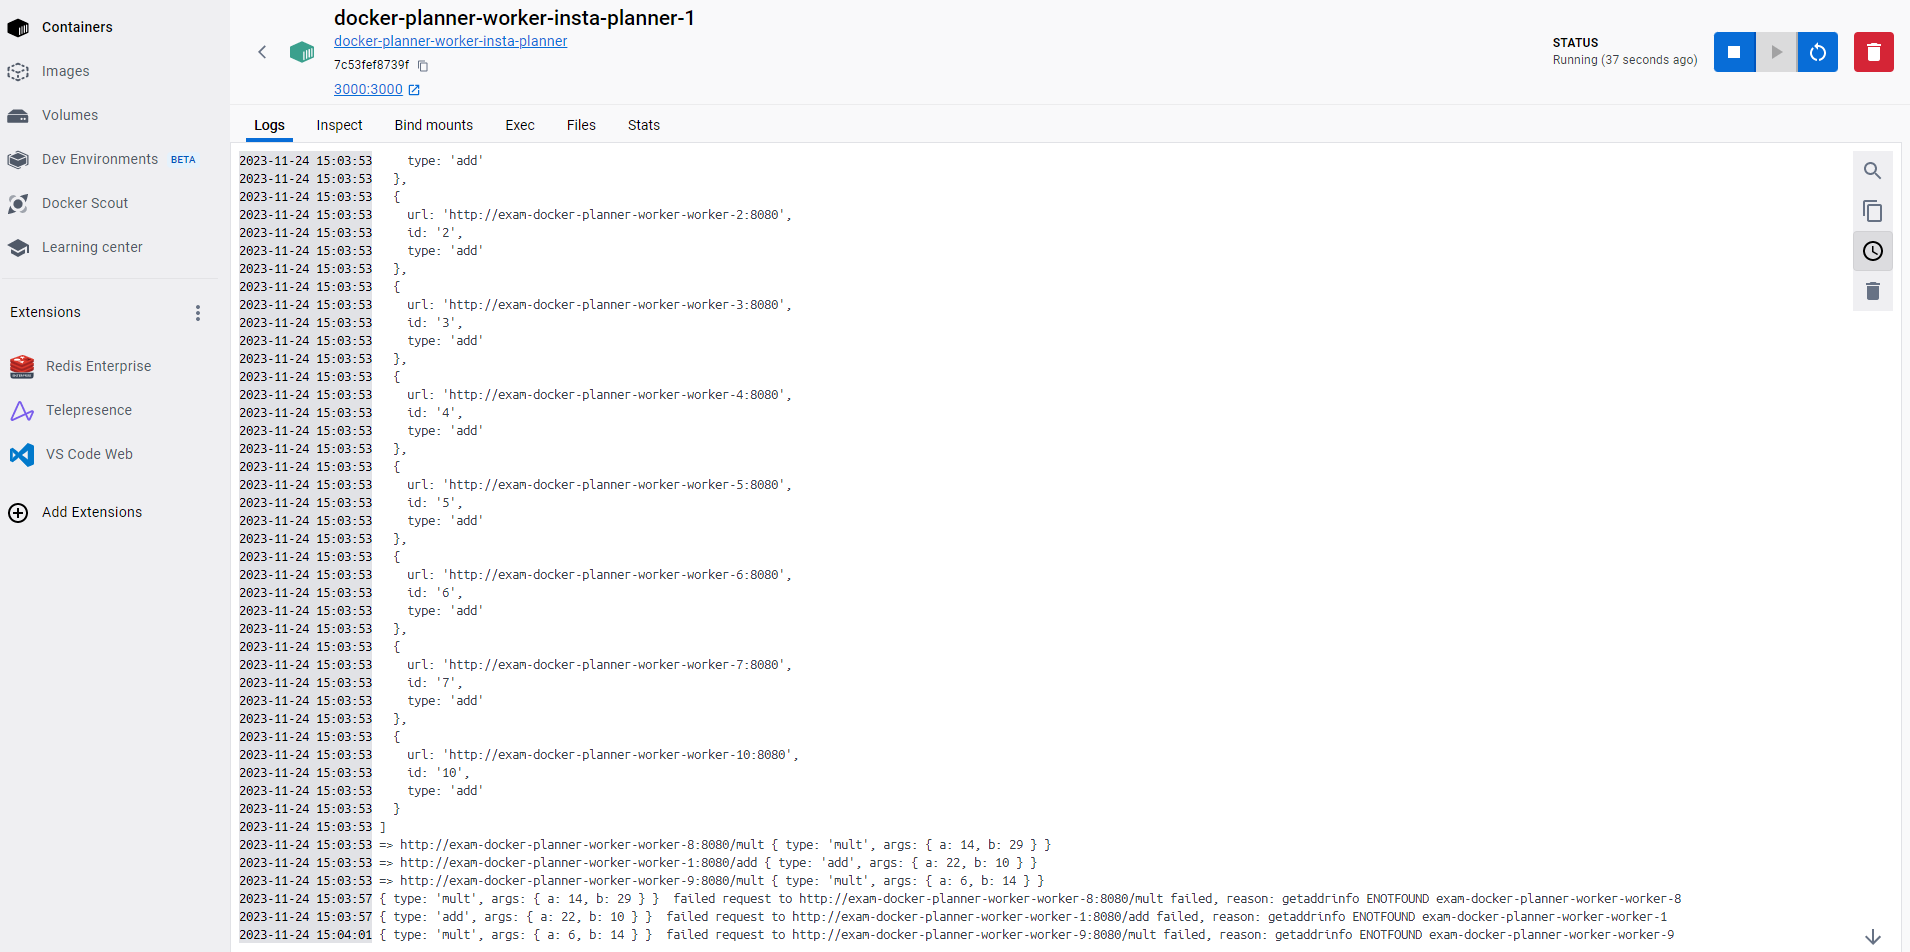 Containers
Images
Volumes
Dev Environments BETA
Docker Scout
Learning center
Extensions
Redis Enterprise
Telepresence
VS Code Web
Add Extensions
docker-planner-worker-insta-planner-1
docker-planner-worker-insta-planner
7c53fef8739f
3000:3000
STATUS
Running (37 seconds ago)
Logs Inspect Bind mounts Exec Files Stats
2023-11-24 15:03:53     type: 'add'
2023-11-24 15:03:53   },
2023-11-24 15:03:53   {
2023-11-24 15:03:53     url: 'http://exam-docker-planner-worker-worker-2:8080',
2023-11-24 15:03:53     id: '2',
2023-11-24 15:03:53     type: 'add'
2023-11-24 15:03:53   },
2023-11-24 15:03:53   {
2023-11-24 15:03:53     url: 'http://exam-docker-planner-worker-worker-3:8080',
2023-11-24 15:03:53     id: '3',
2023-11-24 15:03:53     type: 'add'
2023-11-24 15:03:53   },
2023-11-24 15:03:53   {
2023-11-24 15:03:53     url: 'http://exam-docker-planner-worker-worker-4:8080',
2023-11-24 15:03:53     id: '4',
2023-11-24 15:03:53     type: 'add'
2023-11-24 15:03:53   },
2023-11-24 15:03:53   {
2023-11-24 15:03:53     url: 'http://exam-docker-planner-worker-worker-5:8080',
2023-11-24 15:03:53     id: '5',
2023-11-24 15:03:53     type: 'add'
2023-11-24 15:03:53   },
2023-11-24 15:03:53   {
2023-11-24 15:03:53     url: 'http://exam-docker-planner-worker-worker-6:8080',
2023-11-24 15:03:53     id: '6',
2023-11-24 15:03:53     type: 'add'
2023-11-24 15:03:53   },
2023-11-24 15:03:53   {
2023-11-24 15:03:53     url: 'http://exam-docker-planner-worker-worker-7:8080',
2023-11-24 15:03:53     id: '7',
2023-11-24 15:03:53     type: 'add'
2023-11-24 15:03:53   },
2023-11-24 15:03:53   {
2023-11-24 15:03:53     url: 'http://exam-docker-planner-worker-worker-10:8080',
2023-11-24 15:03:53     id: '10',
2023-11-24 15:03:53     type: 'add'
2023-11-24 15:03:53   }
2023-11-24 15:03:53 ]
2023-11-24 15:03:53 => http://exam-docker-planner-worker-worker-8:8080/mult { type: 'mult', args: { a: 14, b: 29 } }
2023-11-24 15:03:53 => http://exam-docker-planner-worker-worker-1:8080/add { type: 'add', args: { a: 22, b: 10 } }
2023-11-24 15:03:53 => http://exam-docker-planner-worker-worker-9:8080/mult { type: 'mult', args: { a: 6, b: 14 } }
2023-11-24 15:03:57 { type: 'mult', args: { a: 14, b: 29 } }  failed request to http://exam-docker-planner-worker-worker-8:8080/mult failed, reason: getaddrinfo ENOTFOUND exam-docker-planner-worker-worker-8
2023-11-24 15:03:57 { type: 'add', args: { a: 22, b: 10 } }  failed request to http://exam-docker-planner-worker-worker-1:8080/add failed, reason: getaddrinfo ENOTFOUND exam-docker-planner-worker-worker-1
2023-11-24 15:04:01 { type: 'mult', args: { a: 6, b: 14 } }  failed request to http://exam-docker-planner-worker-worker-9:8080/mult failed, reason: getaddrinfo ENOTFOUND exam-docker-planner-worker-worker-9